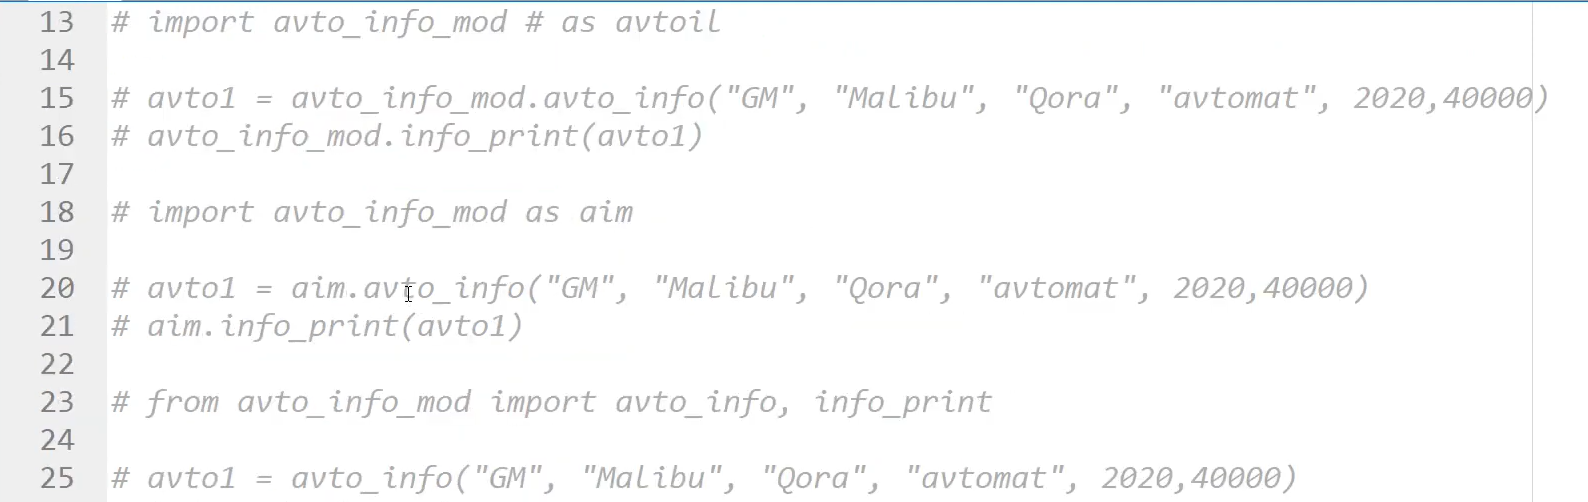 13 # import avto_info_mod # as avtoil
14
15 # avto1 = avto_info_mod.avto_info("GM", "Malibu", "Qora", "avtomat", 2020,40000)
16 # avto_info_mod.info_print(avto1)
17
18 # import avto_info_mod as aim
19
20 # avto1 = aim.avto_info("GM", "Malibu", "Qora", "avtomat", 2020,40000)
21 # aim.info_print(avto1)
22
23 # from avto_info_mod import avto_info, info_print
24
25 # avto1 = avto_info("GM", "Malibu", "Qora", "avtomat", 2020,40000)